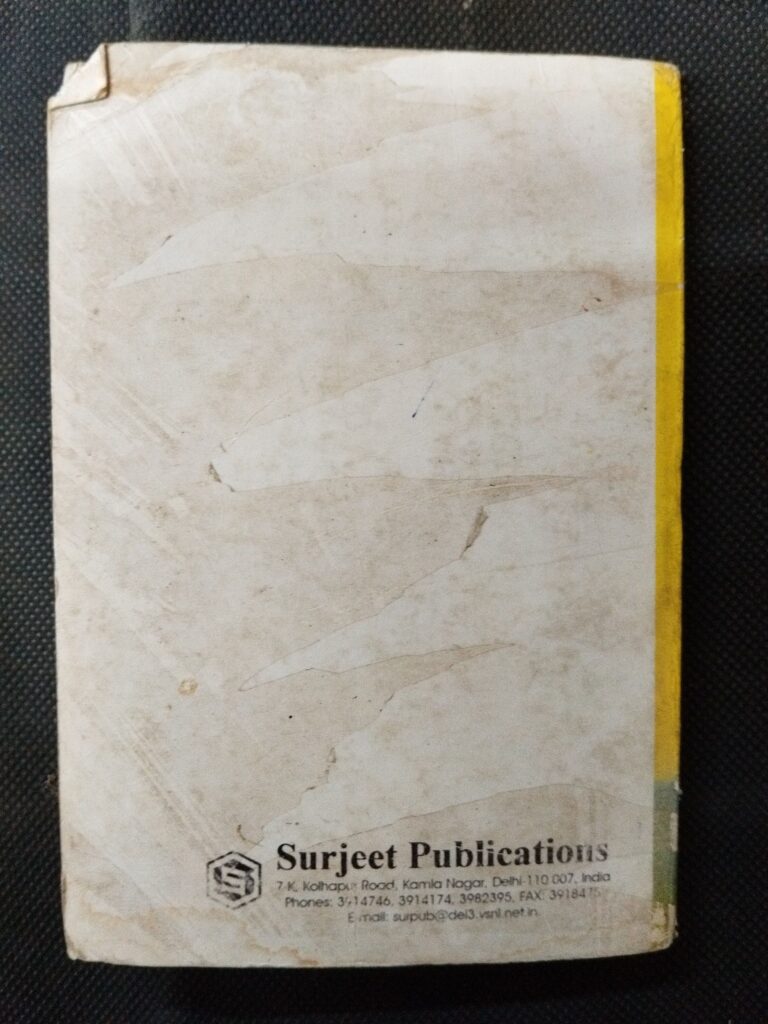 Surjeet Publications
7-K, Kolhapur Road, Kamla Nagar, Delhi-110 007, India
Phones: 3914746, 3914174, 3982395, FAX:
E-mail: surpub@del3.vsnl.net.in